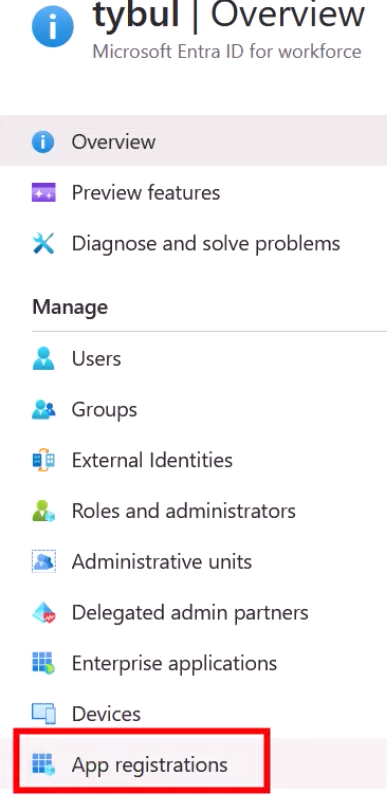 tybul | Overview
Microsoft Entra ID for workforce
Overview
Preview features
Diagnose and solve problems
Manage
Users
Groups
External Identities
Roles and administrators
Administrative units
Delegated admin partners
Enterprise applications
Devices
App registrations